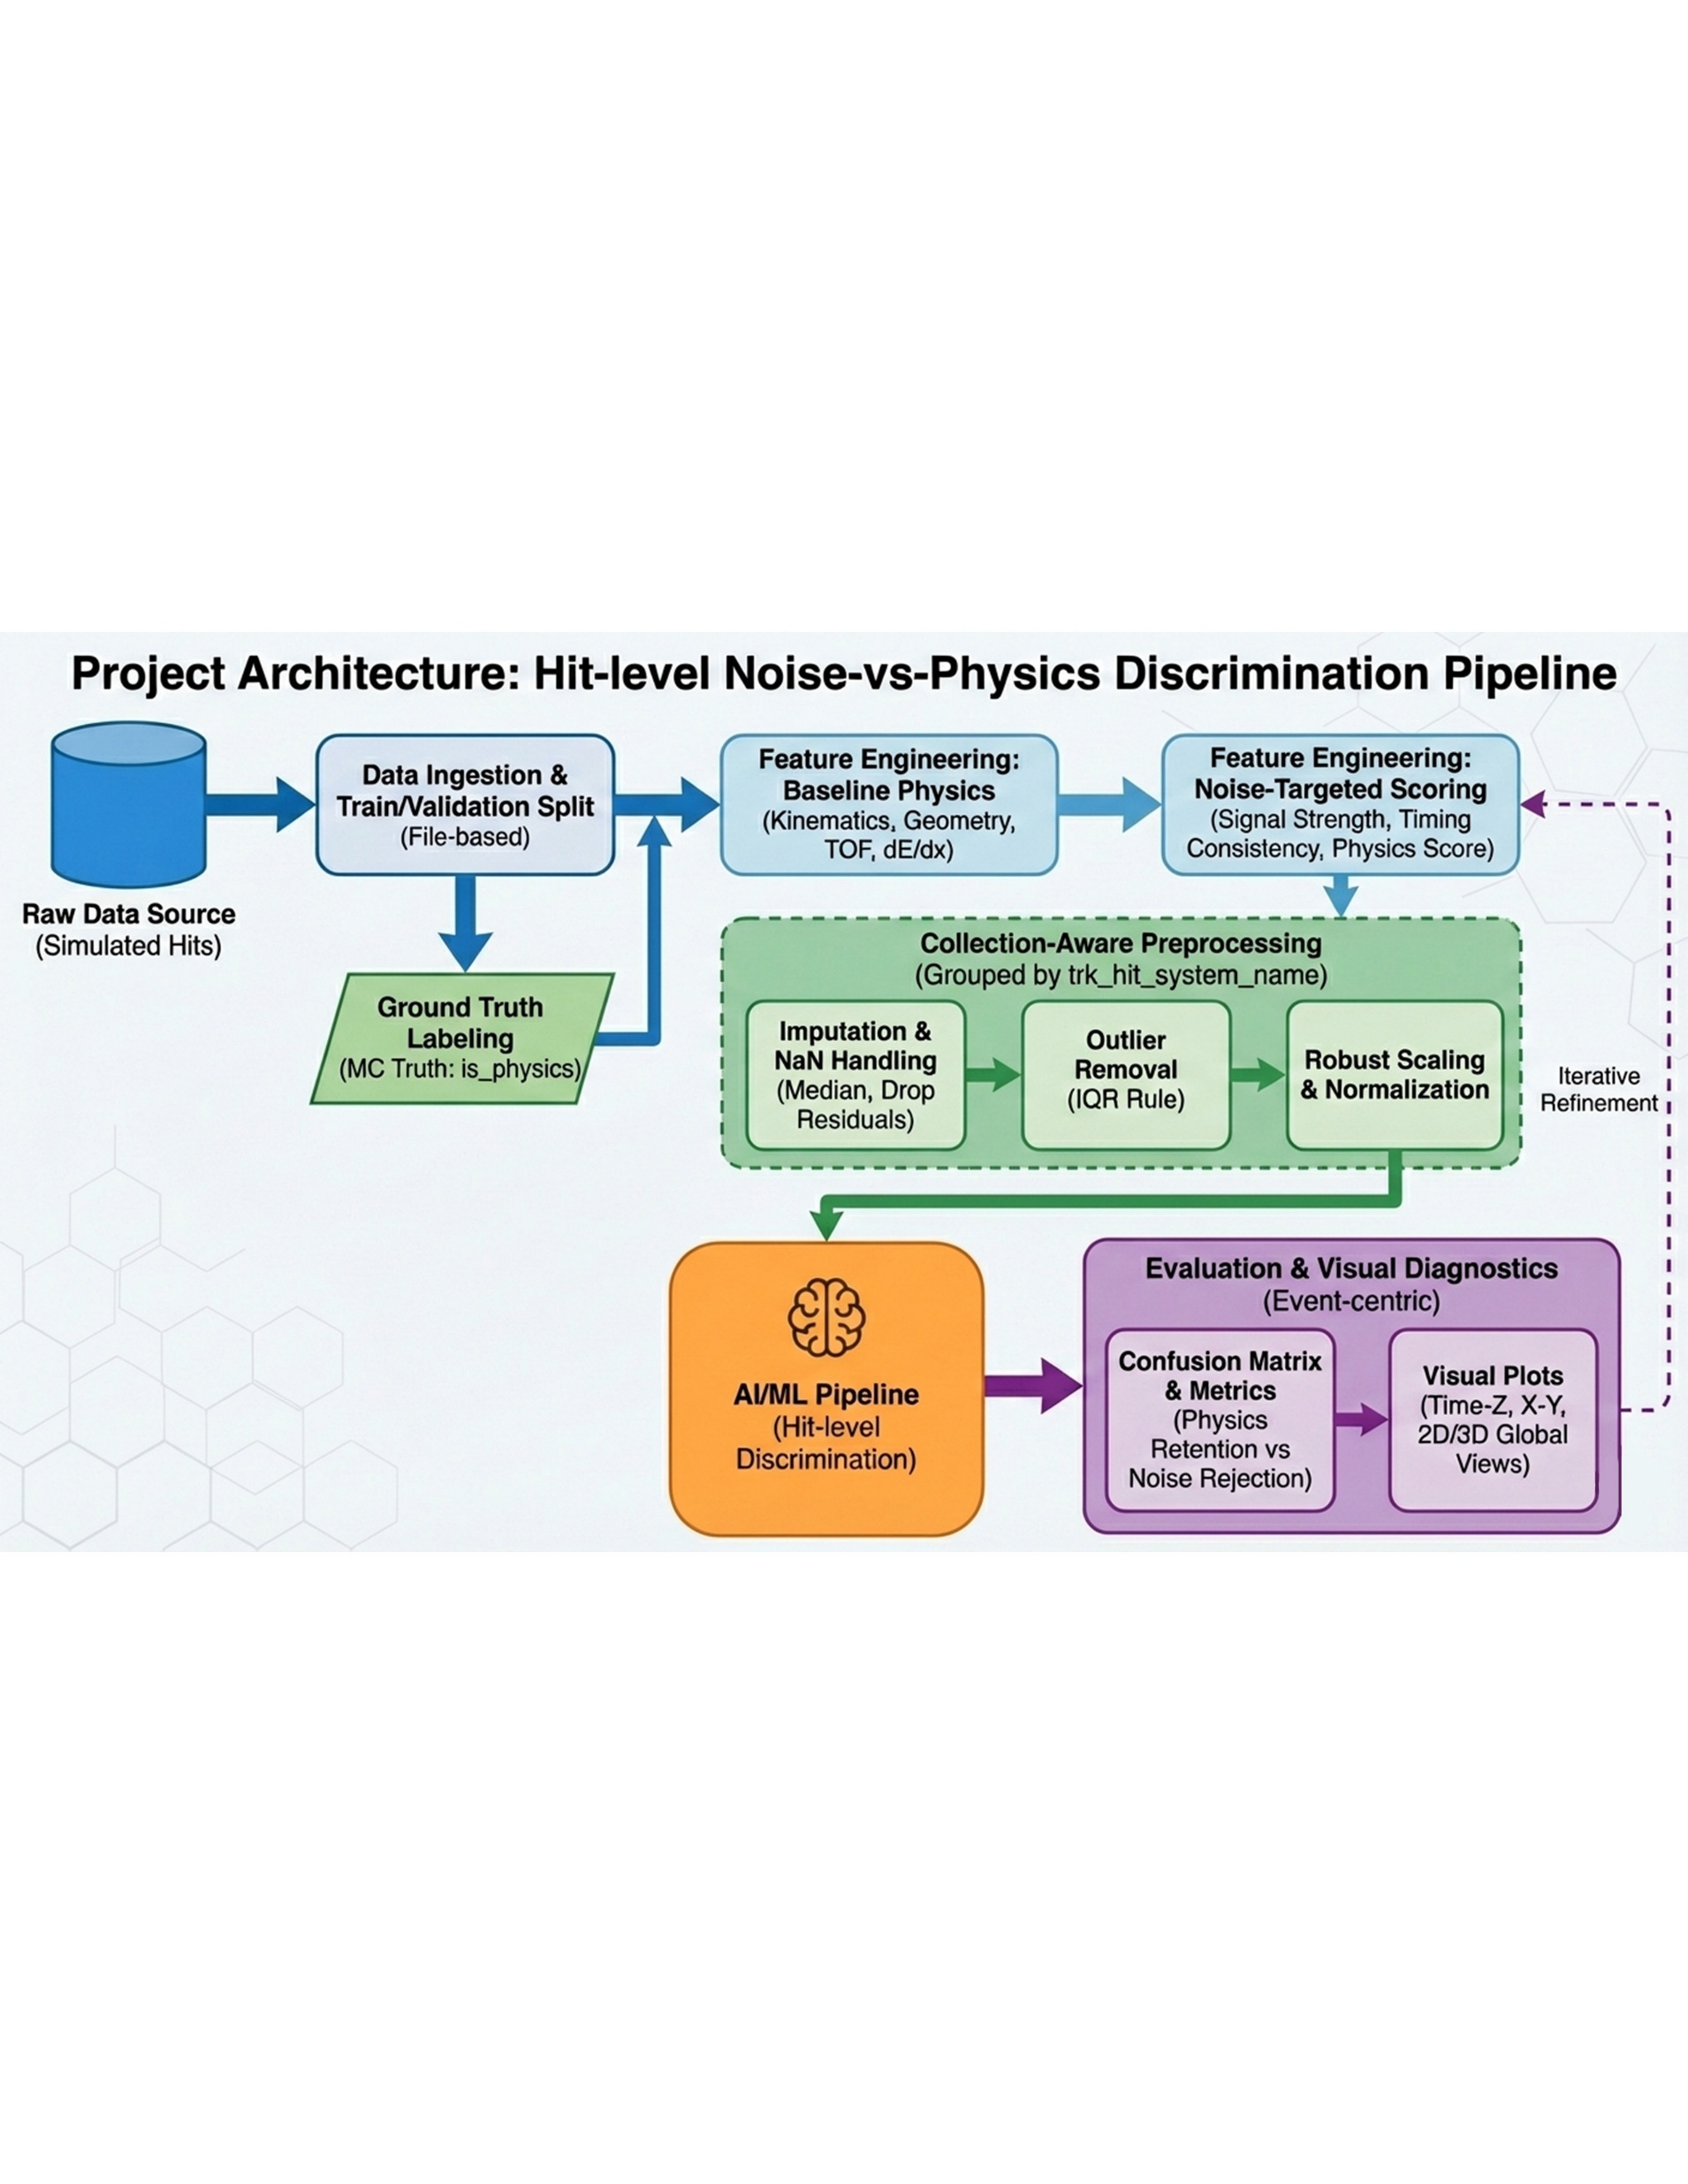 Project Architecture: Hit-level Noise-vs-Physics Discrimination Pipeline
Raw Data Source
(Simulated Hits)
Data Ingestion &
Train/Validation Split
(File-based)
Ground Truth
Labeling
(MC Truth: is_physics)
Feature Engineering:
Baseline Physics
(Kinematics, Geometry,
TOF, dE/dx)
Feature Engineering:
Noise-Targeted Scoring
(Signal Strength, Timing
Consistency, Physics Score)
Collection-Aware Preprocessing
(Grouped by trk_hit_system_name)
Imputation &
NaN Handling
(Median, Drop
Residuals)
Outlier
Removal
(IQR Rule)
Robust Scaling
& Normalization
Iterative
Refinement
AI/ML Pipeline
(Hit-level
Discrimination)
Evaluation & Visual Diagnostics
(Event-centric)
Confusion Matrix
& Metrics
(Physics
Retention vs
Noise Rejection)
Visual Plots
(Time-Z, X-Y,
2D/3D Global
Views)